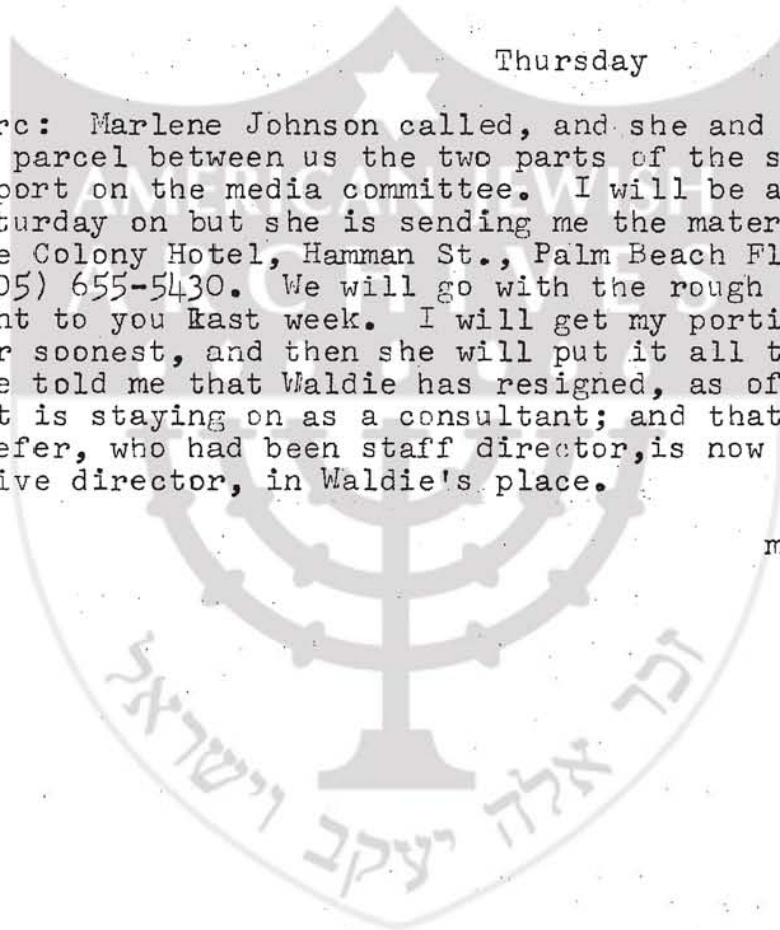 Thursday
rc: Marlene Johnson called, and she and
parcel between us the two parts of the s
port on the media committee. I will be a
turday on but she is sending me the mater
e Colony Hotel, Hamman St., Palm Beach Fl
05) 655-5430. We will go with the rough
nt to you kast week. I will get my porti
r soonest, and then she will put it all t
e told me that Waldie has resigned, as of
t is staying on as a consultant; and that
efer, who had been staff director,is now
ive director, in Waldie's place.
m
AMERICAN JEWISH
ARCHIVES
זכר אלה יעקב וישראל